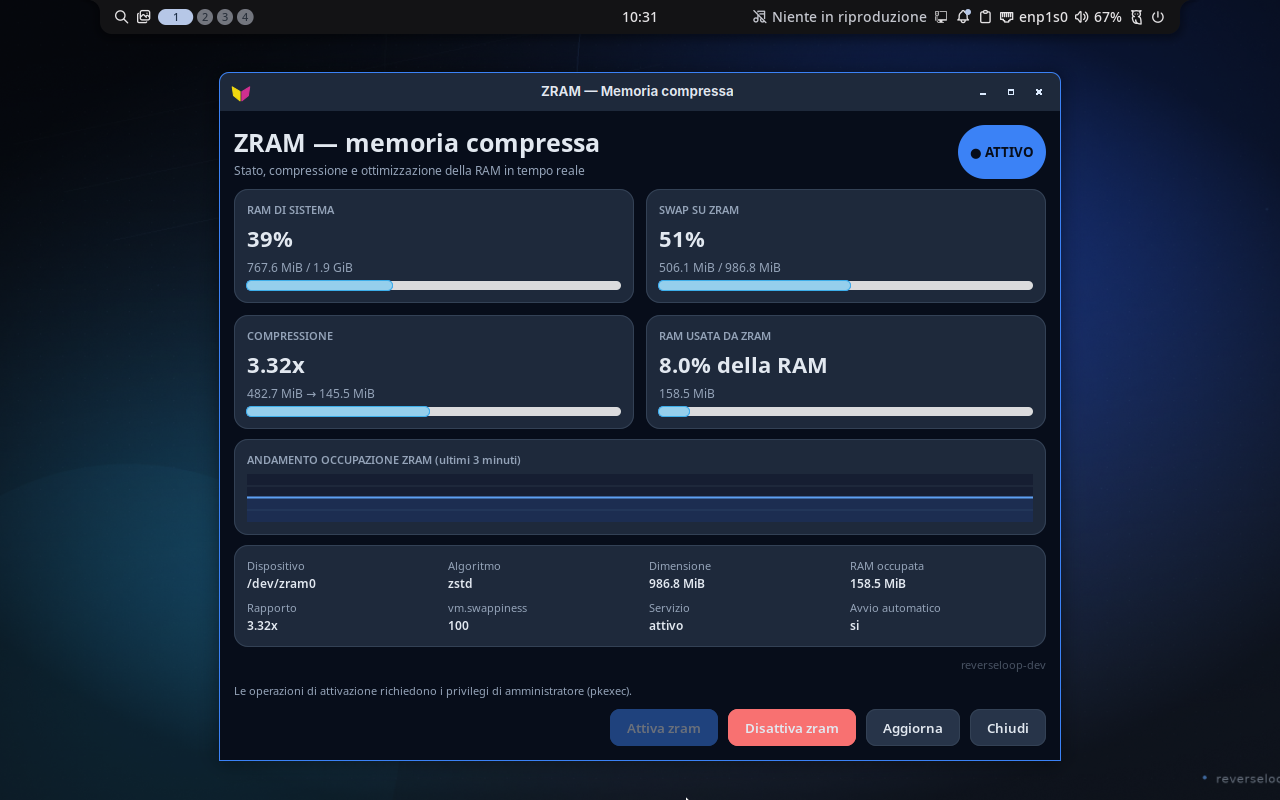 1 2 3 4 10:31 Niente in riproduzione enp1s0 67%
ZRAM — Memoria compressa
ZRAM — memoria compressa
● ATTIVO
Stato, compressione e ottimizzazione della RAM in tempo reale
RAM DI SISTEMA
39%
767.6 MiB / 1.9 GiB
SWAP SU ZRAM
51%
506.1 MiB / 986.8 MiB
COMPRESSIONE
3.32x
482.7 MiB → 145.5 MiB
RAM USATA DA ZRAM
8.0% della RAM
158.5 MiB
ANDAMENTO OCCUPAZIONE ZRAM (ultimi 3 minuti)
Dispositivo Algoritmo Dimensione RAM occupata
/dev/zram0 zstd 986.8 MiB 158.5 MiB
Rapporto vm.swappiness Servizio Avvio automatico
3.32x 100 attivo si
reverseloop-dev
Le operazioni di attivazione richiedono i privilegi di amministratore (pkexec).
Attiva zram Disattiva zram Aggiorna Chiudi